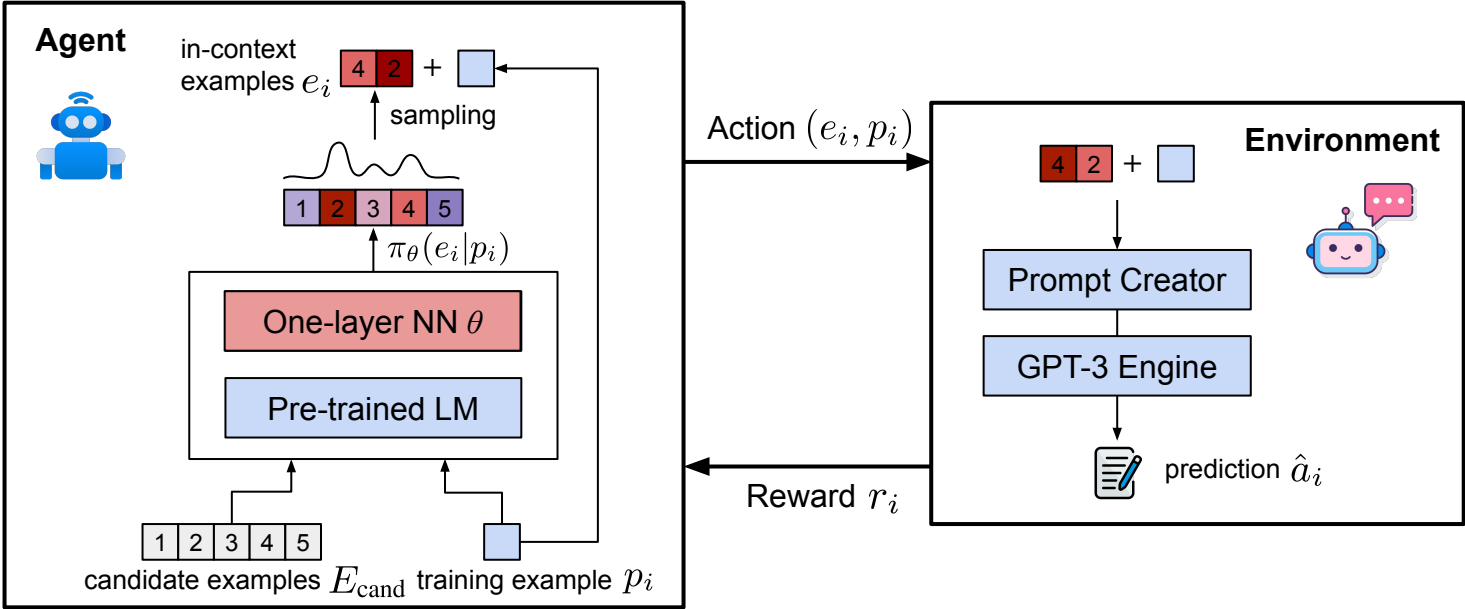 Agent
in-context
examples e_i
4 2 +
sampling
1 2 3 4 5
π_θ(e_i|p_i)
One-layer NN θ
Pre-trained LM
1 2 3 4 5
candidate examples E_cand
training example p_i
Action (e_i, p_i)
Reward r_i
Environment
4 2 +
Prompt Creator
GPT-3 Engine
prediction â_i